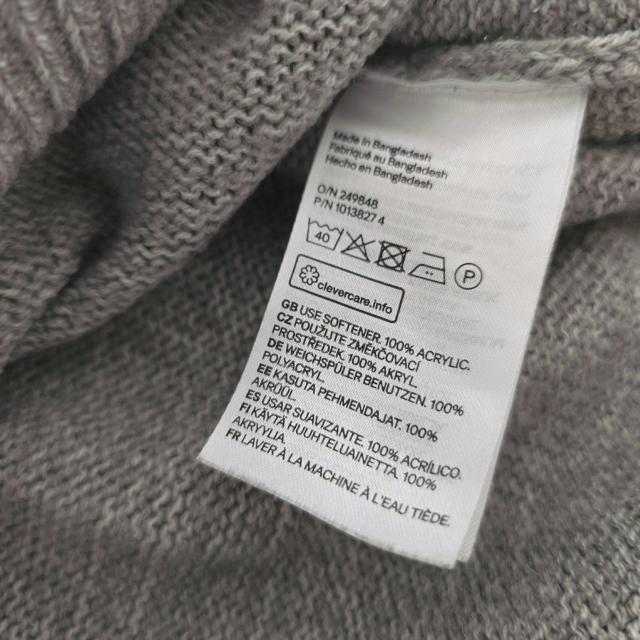 Made in Bangladesh
Fabriqué au Bangladesh
Hecho en Bangladesh
O/N 249848
P/N 1013827 4
40 P
clevercare.info
GB USE SOFTENER. 100% ACRYLIC.
CZ POUŽIJTE ZMĚKČOVACÍ
PROSTŘEDEK. 100% AKRYL.
DE WEICHSPÜLER BENUTZEN. 100%
POLYACRYL.
EE KASUTA PEHMENDAJAT. 100%
AKRÜÜL.
ES USAR SUAVIZANTE. 100% ACRÍLICO.
FI KÄYTÄ HUUHTELUAINETTA. 100%
AKRYYLIA.
FR LAVER À LA MACHINE À L'EAU TIÈDE.